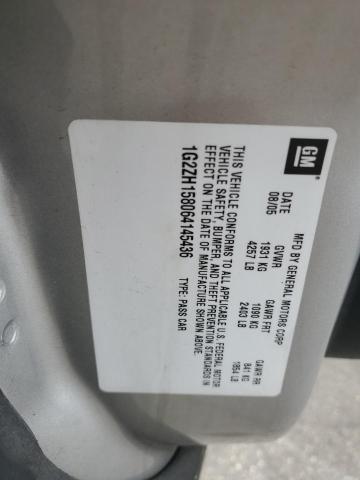 GM
MFD BY GENERAL MOTORS CORP
DATE GVWR GAWR FRT GAWR RR
08/05 1931 KG 1090 KG 841 KG
4257 LB 2403 LB 1854 LB
THIS VEHICLE CONFORMS TO ALL APPLICABLE U.S. FEDERAL MOTOR
VEHICLE SAFETY, BUMPER, AND THEFT PREVENTION STANDARDS IN
EFFECT ON THE DATE OF MANUFACTURE SHOWN ABOVE.
1G2ZH158064145436 TYPE: PASS CAR